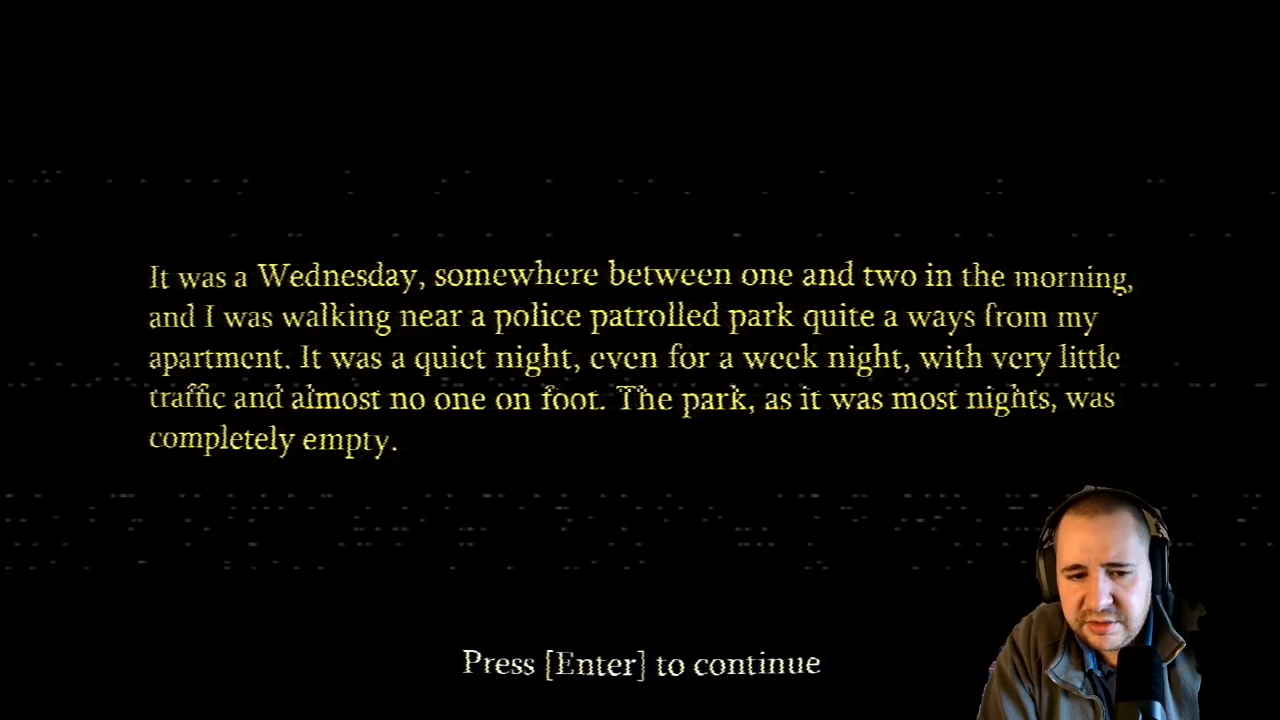 It was a Wednesday, somewhere between one and two in the morning,
and I was walking near a police patrolled park quite a ways from my
apartment. It was a quiet night, even for a week night, with very little
traffic and almost no one on foot. The park, as it was most nights, was
completely empty.
Press [Enter] to continue